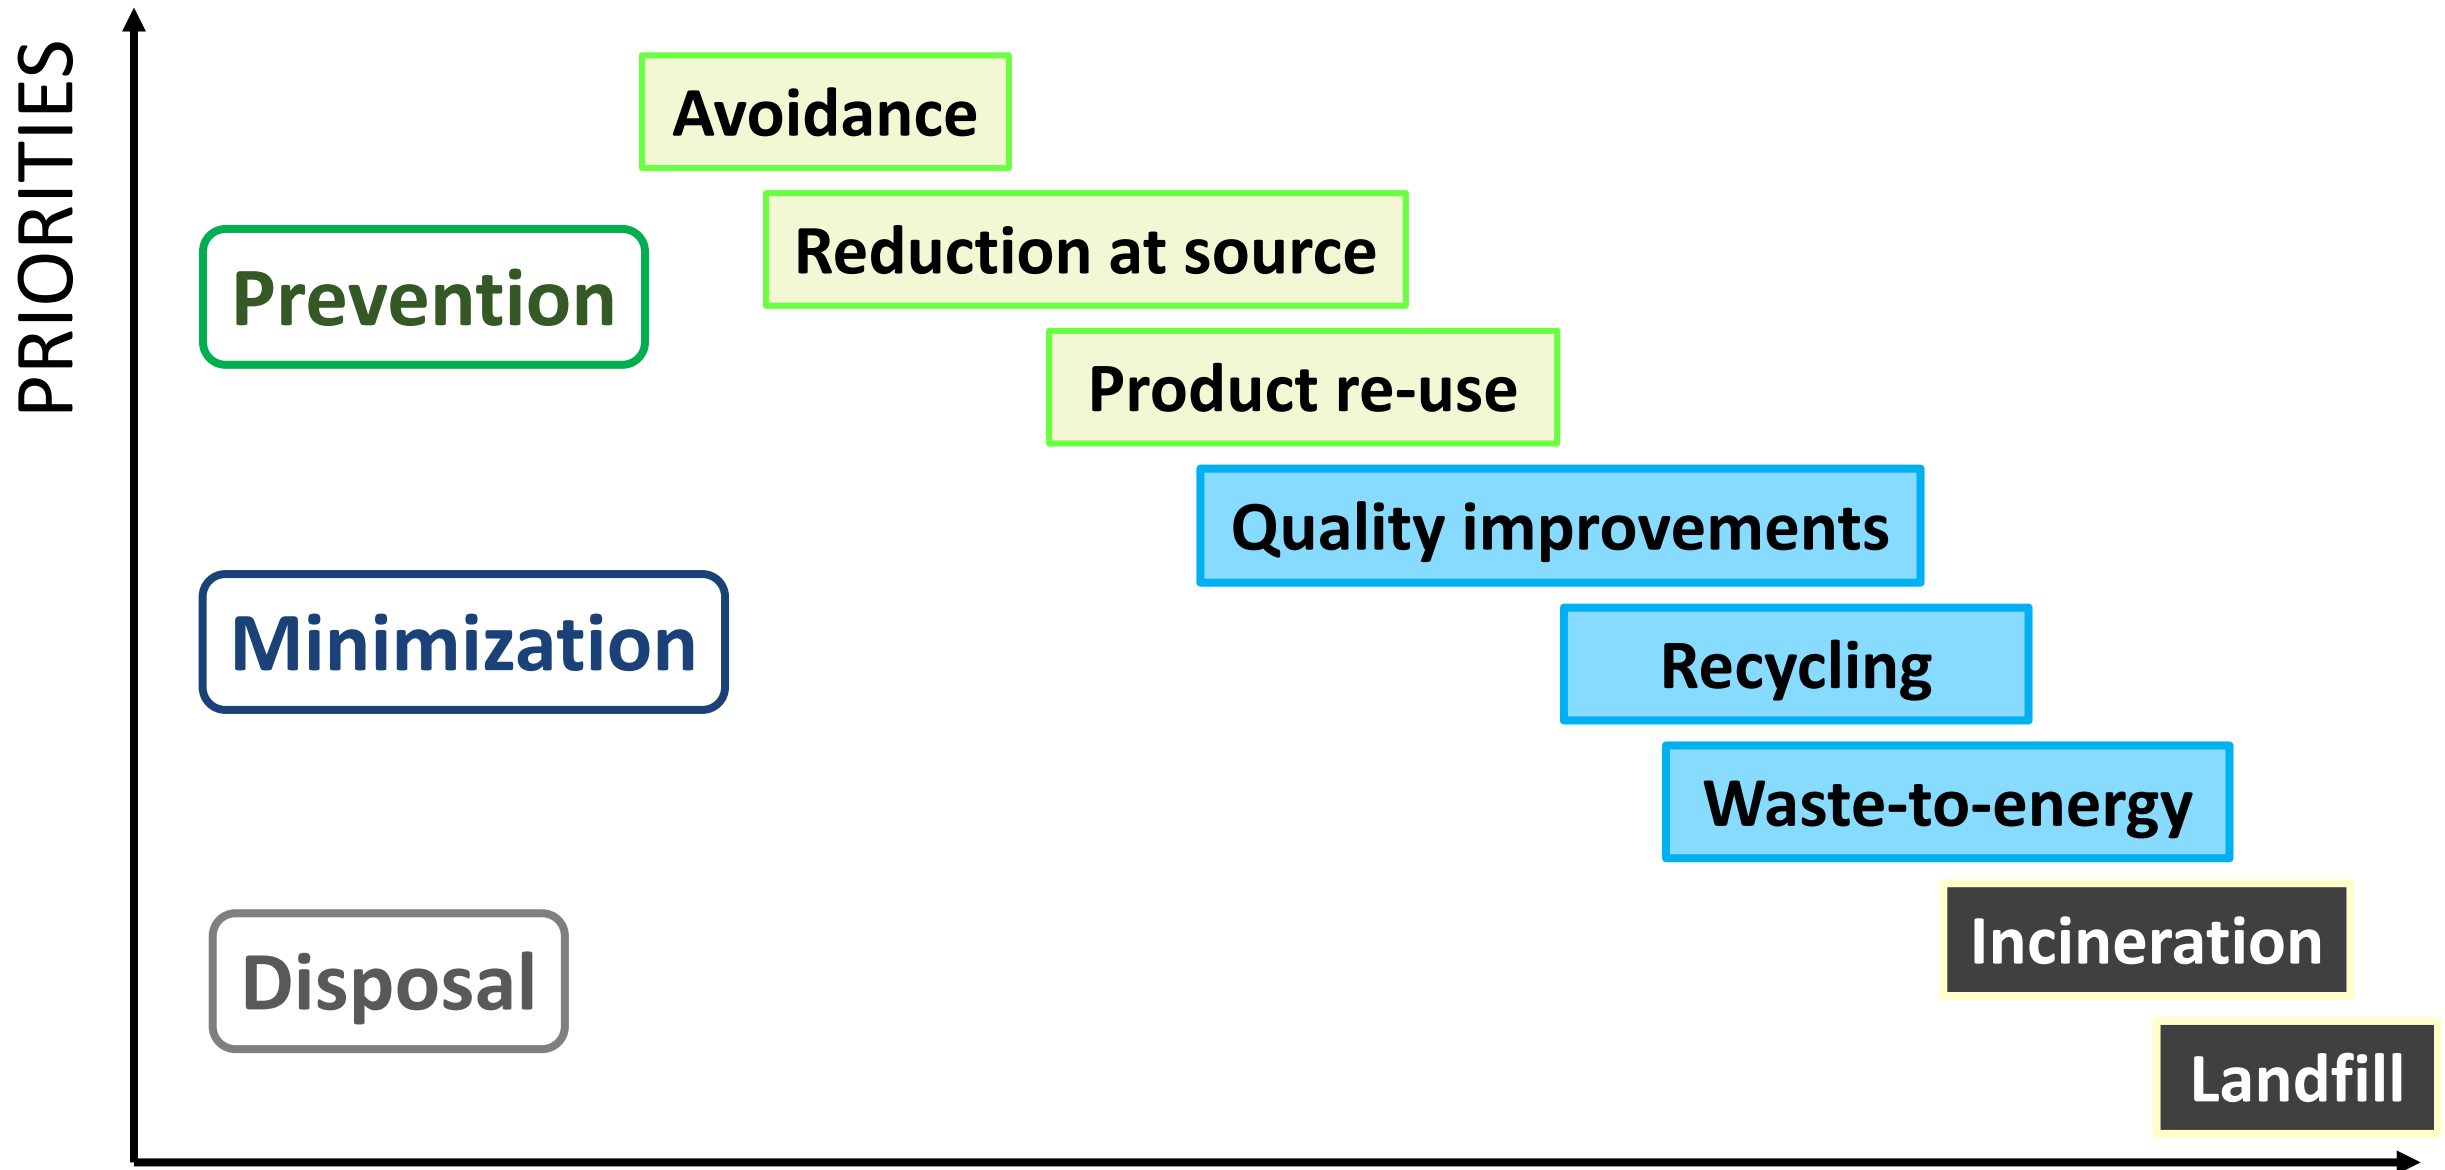 PRIORITIES
Avoidance
Reduction at source
Prevention
Product re-use
Quality improvements
Minimization
Recycling
Waste-to-energy
Incineration
Disposal
Landfill